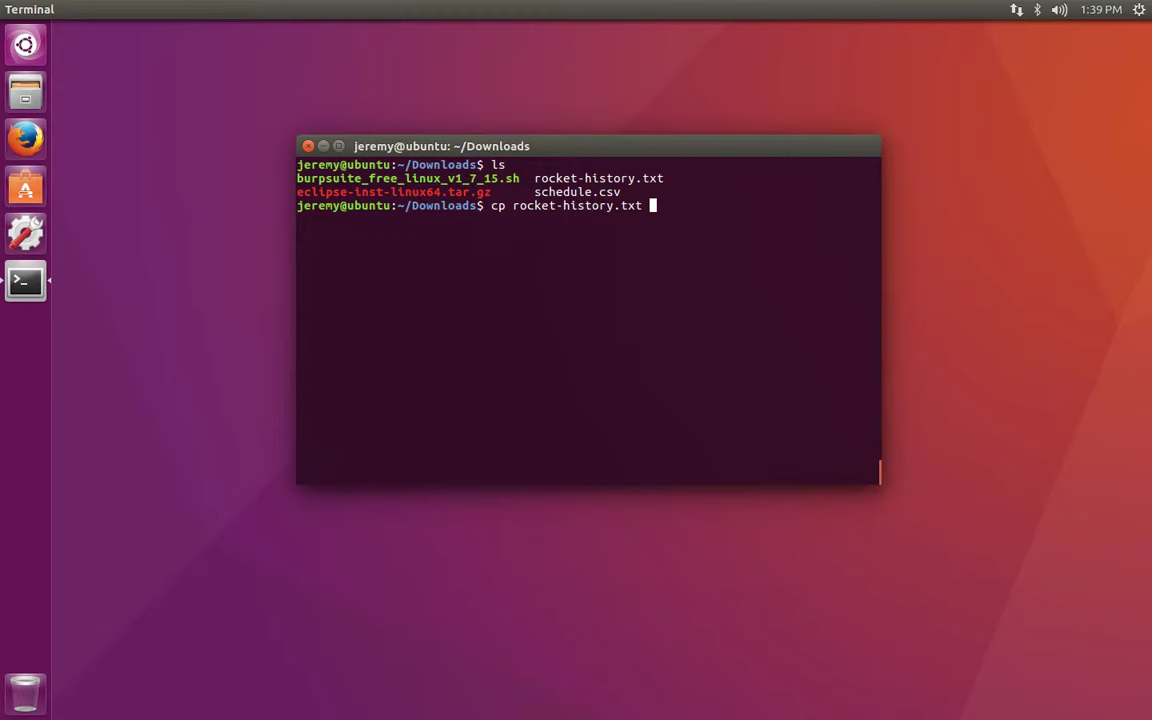 Terminal
1:39 PM
jeremy@ubuntu: ~/Downloads
jeremy@ubuntu:~/Downloads$ ls
burpsuite_free_linux_v1_7_15.sh rocket-history.txt
eclipse-inst-linux64.tar.gz schedule.csv
jeremy@ubuntu:~/Downloads$ cp rocket-history.txt